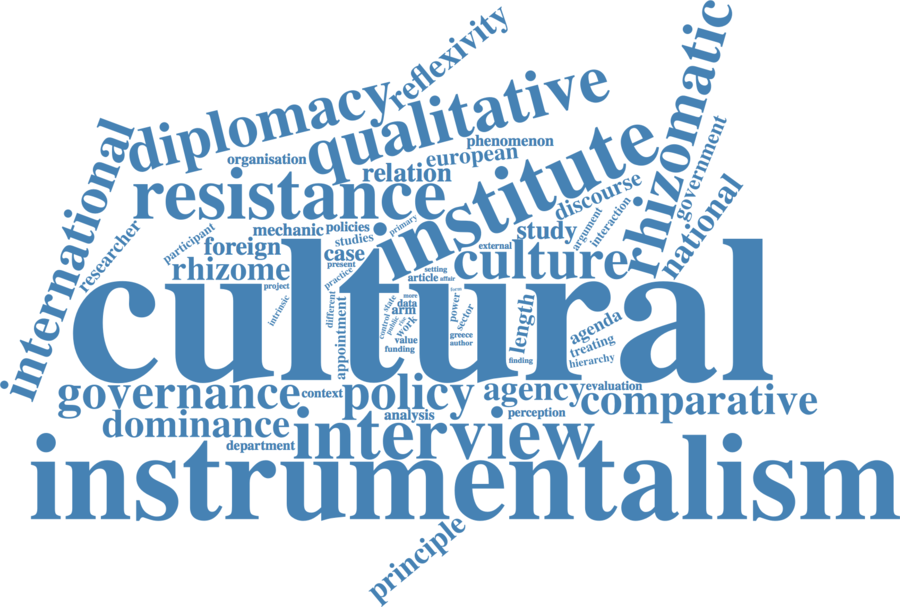 reflexivity
rhizomatic
diplomacy
qualitative
phenomenon
organisation
european
relation
institute
government
international
resistance
discourse
national
researcher
participant
mechanic
policies
primary
study
argument
interaction
foreign
studies
case
external
culture
rhizome
present
practice
setting
article
affair
project
cultural
intrinsic
different
appointment
control
state
public
rise
more
data
arm
work
value
funding
form
power
sector
greece
author
length
finding
agenda
treating
hierarchy
governance
context
policy
agency
evaluation
comparative
dominance
analysis
perception
department
interview
instrumentalism
principle